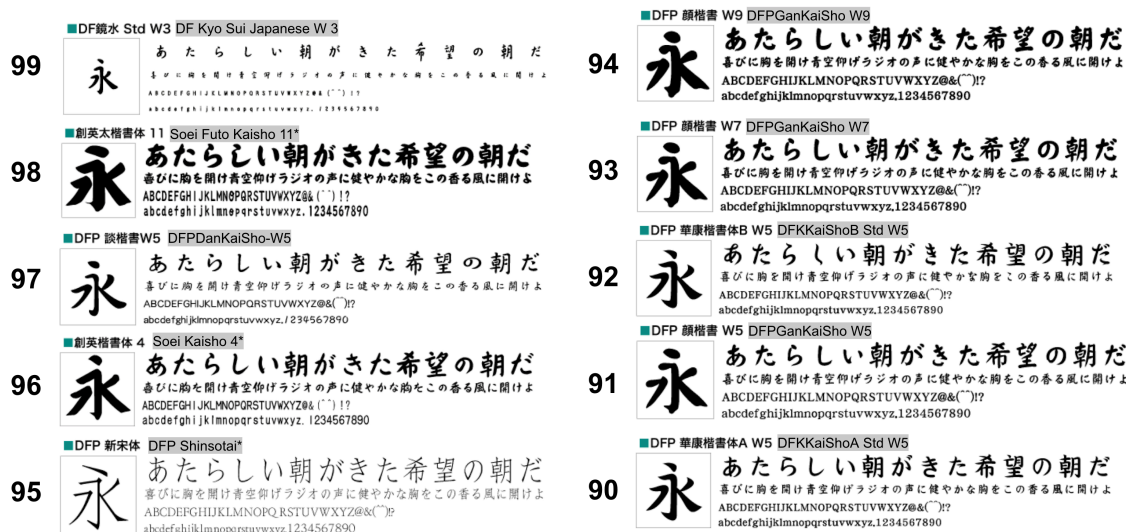 ■DF鏡水 Std W3 DF Kyo Sui Japanese W 3
99
永
あたらしい朝がきた希望の朝だ
喜びに胸を開け青空仰げラジオの声に健やかな胸をこの香る風に開けよ
ABCDEFGHIJKLMNOPQRSTUVWXYZ@&(^^)!?
abcdefghijklmnopqrstuvwxyz.1234567890
■創英太楷書体 11 Soei Futo Kaisho 11*
98
永
あたらしい朝がきた希望の朝だ
喜びに胸を開け青空仰げラジオの声に健やかな胸をこの香る風に開けよ
ABCDEFGHIJKLMNOPQRSTUVWXYZ@&(^^)!?
abcdefghijklmnopqrstuvwxyz.1234567890
■DFP 談楷書W5 DFPDanKaiSho-W5
97
永
あたらしい朝がきた希望の朝だ
喜びに胸を開け青空仰げラジオの声に健やかな胸をこの香る風に開けよ
ABCDEFGHIJKLMNOPQRSTUVWXYZ@&(^^)!?
abcdefghijklmnopqrstuvwxyz.1234567890
■創英楷書体 4 Soei Kaisho 4*
96
永
あたらしい朝がきた希望の朝だ
喜びに胸を開け青空仰げラジオの声に健やかな胸をこの香る風に開けよ
ABCDEFGHIJKLMNOPQRSTUVWXYZ@&(^^)!?
abcdefghijklmnopqrstuvwxyz.1234567890
■DFP 新宋体 DFP Shinsotai*
95
永
あたらしい朝がきた希望の朝だ
喜びに胸を開け青空仰げラジオの声に健やかな胸をこの香る風に開けよ
ABCDEFGHIJKLMNOPQRSTUVWXYZ@&(^^)!?
abcdefghijklmnopqrstuvwxyz.1234567890
■DFP 顔楷書 W9 DFPGanKaiSho W9
94
永
あたらしい朝がきた希望の朝だ
喜びに胸を開け青空仰げラジオの声に健やかな胸をこの香る風に開けよ
ABCDEFGHIJKLMNOPQRSTUVWXYZ@&(^^)!?
abcdefghijklmnopqrstuvwxyz.1234567890
■DFP 顔楷書 W7 DFPGanKaiSho W7
93
永
あたらしい朝がきた希望の朝だ
喜びに胸を開け青空仰げラジオの声に健やかな胸をこの香る風に開けよ
ABCDEFGHIJKLMNOPQRSTUVWXYZ@&(^^)!?
abcdefghijklmnopqrstuvwxyz.1234567890
■DFP 華康楷書体B W5 DFKKaiShoB Std W5
92
永
あたらしい朝がきた希望の朝だ
喜びに胸を開け青空仰げラジオの声に健やかな胸をこの香る風に開けよ
ABCDEFGHIJKLMNOPQRSTUVWXYZ@&(^^)!?
abcdefghijklmnopqrstuvwxyz.1234567890
■DFP 顔楷書 W5 DFPGanKaiSho W5
91
永
あたらしい朝がきた希望の朝だ
喜びに胸を開け青空仰げラジオの声に健やかな胸をこの香る風に開けよ
ABCDEFGHIJKLMNOPQRSTUVWXYZ@&(^^)!?
abcdefghijklmnopqrstuvwxyz.1234567890
■DFP 華康楷書体A W5 DFKKaiShoA Std W5
90
永
あたらしい朝がきた希望の朝だ
喜びに胸を開け青空仰げラジオの声に健やかな胸をこの香る風に開けよ
ABCDEFGHIJKLMNOPQRSTUVWXYZ@&(^^)!?
abcdefghijklmnopqrstuvwxyz.1234567890